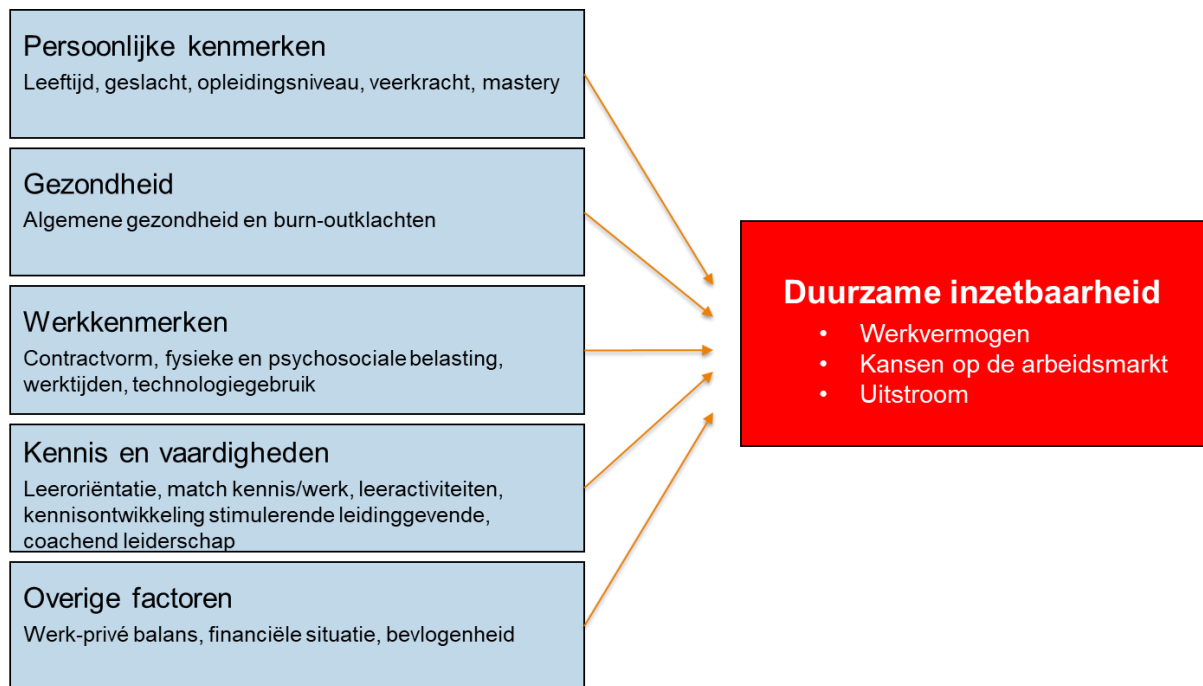 Persoonlijke kenmerken
Leeftijd, geslacht, opleidingsniveau, veerkracht, mastery
Gezondheid
Algemene gezondheid en burn-outklachten
Werkkenmerken
Contractvorm, fysieke en psychosociale belasting,
werktijden, technologiegebruik
Kennis en vaardigheden
Leeroriëntatie, match kennis/werk, leeractiviteiten,
kennisontwikkeling stimulerende leidinggevende,
coachend leiderschap
Overige factoren
Werk-privé balans, financiële situatie, bevlogenheid
Duurzame inzetbaarheid
• Werkvermogen
• Kansen op de arbeidsmarkt
• Uitstroom